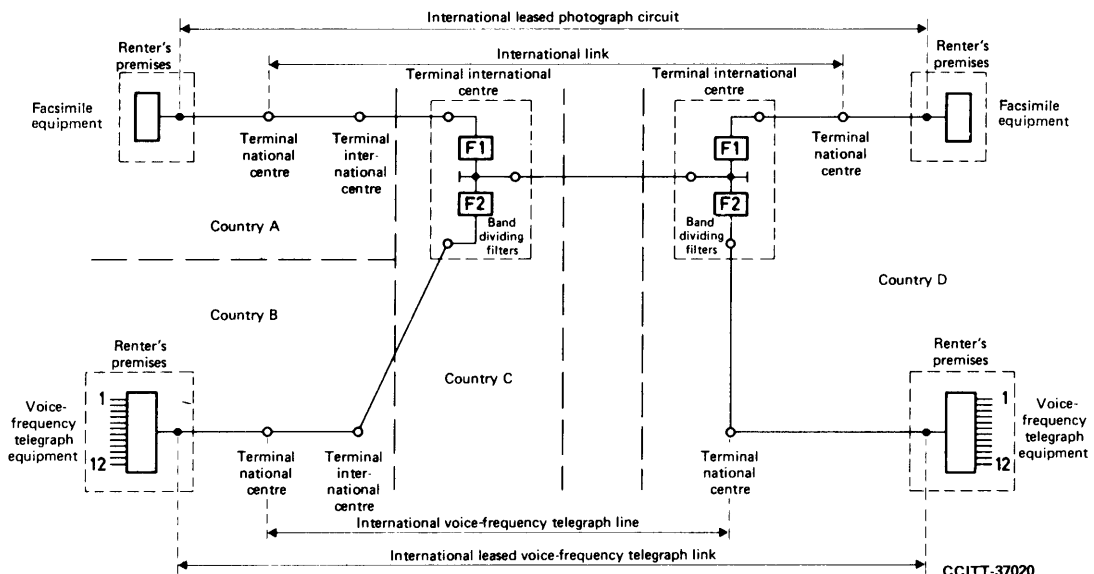 International leased photograph circuit
Renter's
premises
International link
Renter's
premises
Terminal international
centre
Terminal international
centre
Facsimile
equipment
F1
F1
Facsimile
equipment
Terminal
national
centre
Terminal
inter-
national
centre
Terminal
national
centre
F2
F2
Band
dividing
filters
Band
dividing
filters
Country A
Country D
Country B
Renter's
premises
Country C
Renter's
premises
1
1
Voice-
frequency
telegraph
equipment
Voice-
frequency
telegraph
equipment
12
12
Terminal
national
centre
Terminal
inter-
national
centre
Terminal
national
centre
International voice-frequency telegraph line
International leased voice-frequency telegraph link
CCITT-37020